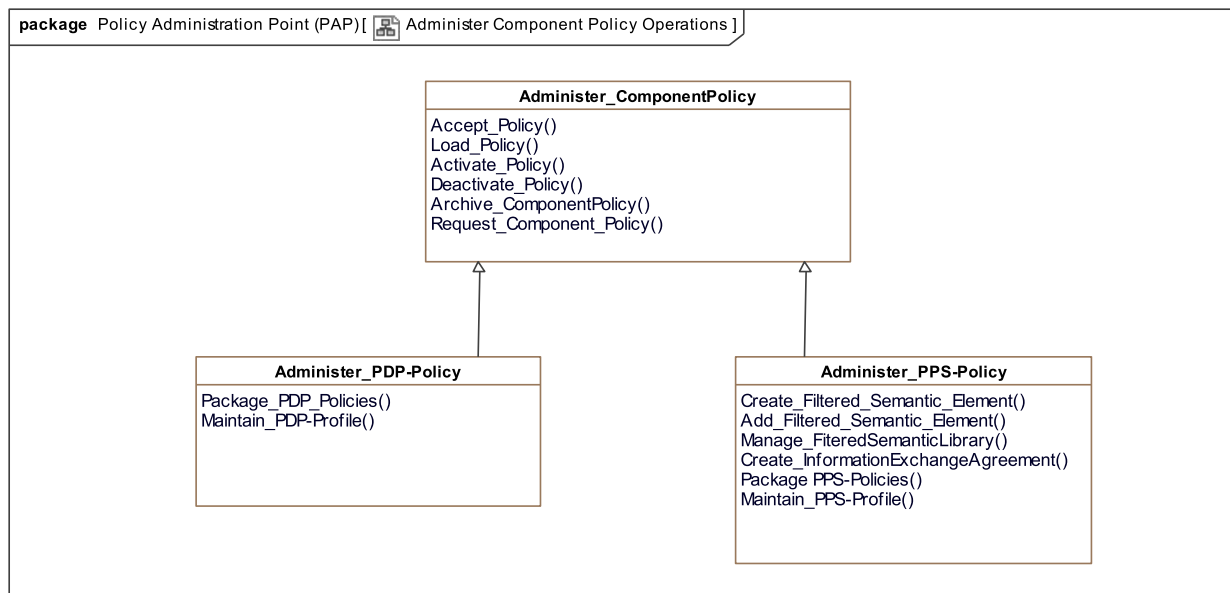 package Policy Administration Point (PAP) [ Administer Component Policy Operations ]
Administer_ComponentPolicy
Accept_Policy()
Load_Policy()
Activate_Policy()
Deactivate_Policy()
Archive_ComponentPolicy()
Request_Component_Policy()
Administer_PDP-Policy
Package_PDP_Policies()
Maintain_PDP-Profile()
Administer_PPS-Policy
Create_Filtered_Semantic_Element()
Add_Filtered_Semantic_Element()
Manage_FiteredSemanticLibrary()
Create_InformationExchangeAgreement()
Package PPS-Policies()
Maintain_PPS-Profile()